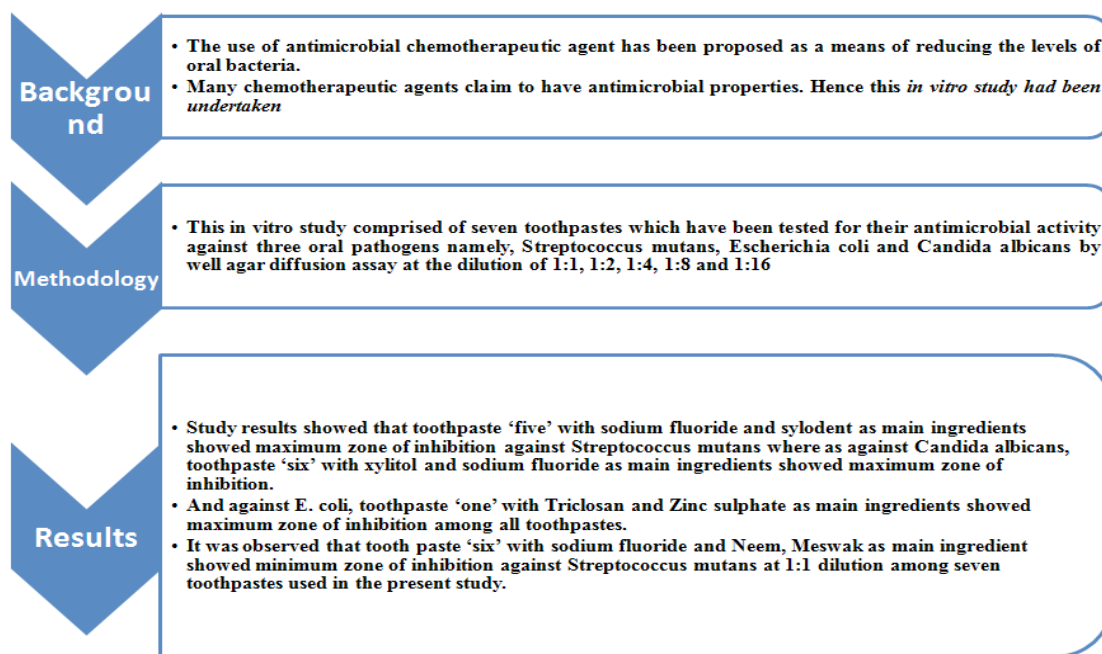 Backgrou
nd
• The use of antimicrobial chemotherapeutic agent has been proposed as a means of reducing the levels of
oral bacteria.
• Many chemotherapeutic agents claim to have antimicrobial properties. Hence this in vitro study had been
undertaken
Methodology
• This in vitro study comprised of seven toothpastes which have been tested for their antimicrobial activity
against three oral pathogens namely, Streptococcus mutans, Escherichia coli and Candida albicans by
well agar diffusion assay at the dilution of 1:1, 1:2, 1:4, 1:8 and 1:16
Results
• Study results showed that toothpaste ‘five’ with sodium fluoride and sylodent as main ingredients
showed maximum zone of inhibition against Streptococcus mutans where as against Candida albicans,
toothpaste ‘six’ with xylitol and sodium fluoride as main ingredients showed maximum zone of
inhibition.
• And against E. coli, toothpaste ‘one’ with Triclosan and Zinc sulphate as main ingredients showed
maximum zone of inhibition among all toothpastes.
• It was observed that tooth paste ‘six’ with sodium fluoride and Neem, Meswak as main ingredient
showed minimum zone of inhibition against Streptococcus mutans at 1:1 dilution among seven
toothpastes used in the present study.